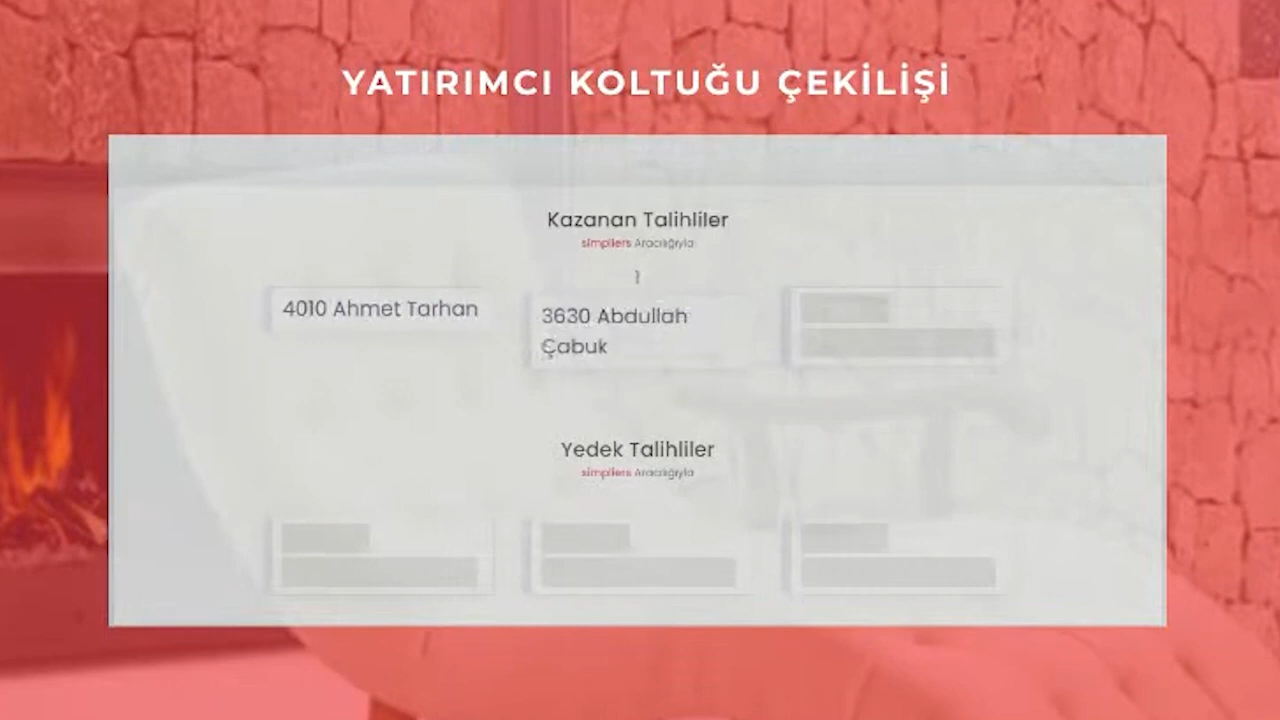 YATIRIMCI KOLTUĞU ÇEKİLİŞİ
Kazanan Talihliler
simpliers Aracılığıyla
1
4010 Ahmet Tarhan
3630 Abdullah
Çabuk
Yedek Talihliler
simpliers Aracılığıyla